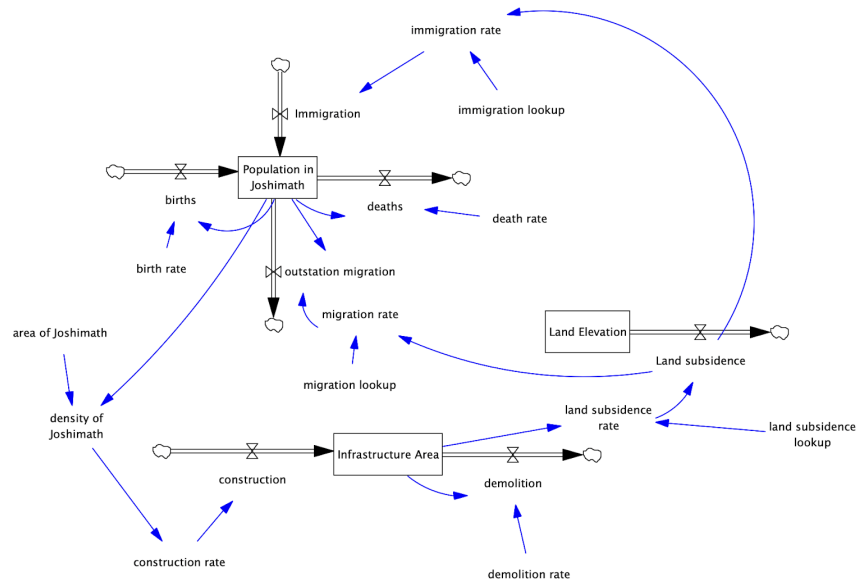 immigration rate
immigration lookup
Immigration
Population in
Joshimath
births
deaths
death rate
birth rate
outstation migration
migration rate
Land Elevation
area of Joshimath
Land subsidence
migration lookup
density of
Joshimath
land subsidence
rate
land subsidence
lookup
Infrastructure Area
construction
demolition
construction rate
demolition rate